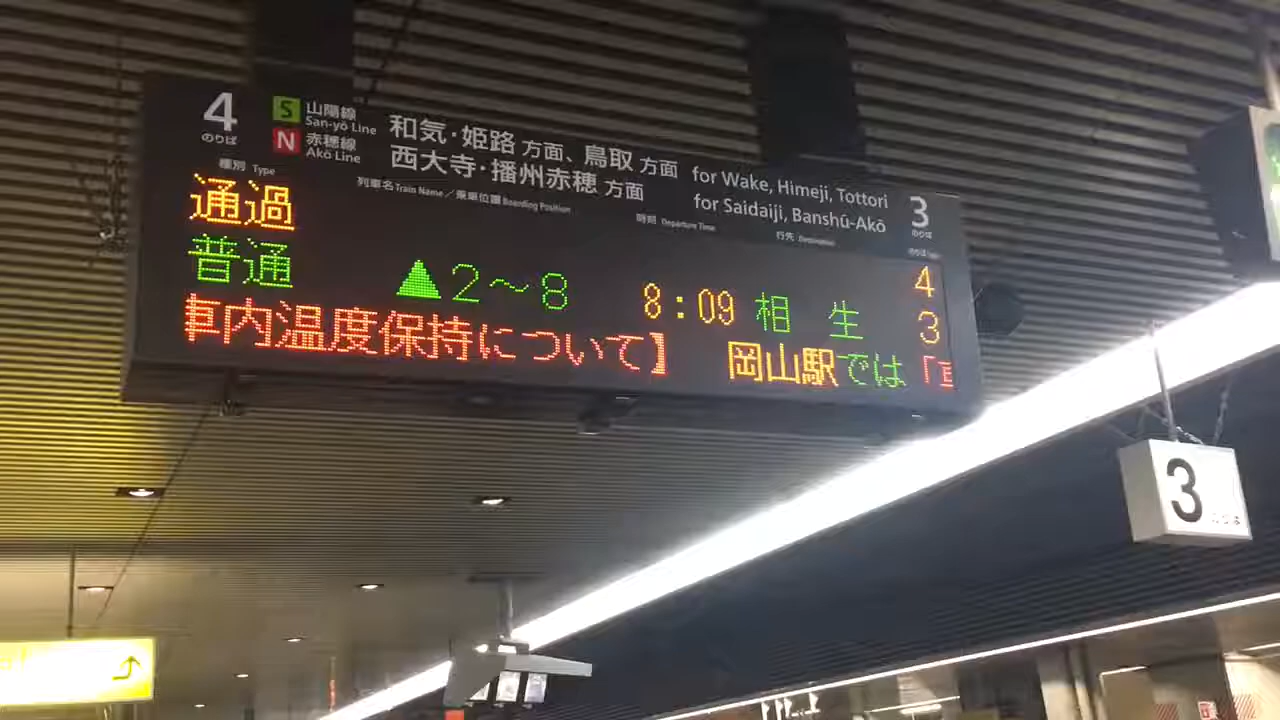 4
のりば
S 山陽線
San-yō Line
N 赤穂線
Akō Line
和気・姫路 方面、鳥取 方面
西大寺・播州赤穂 方面
for Wake, Himeji, Tottori
for Saidaiji, Banshū-Akō
3
のりば
種別 Type
列車名 Train Name／乗車位置 Boarding Position
時刻 Departure Time
行先 Destination
のりば
通過 4
普通 ▲2～8 8:09 相生 3
車内温度保持について】 岡山駅では「
3
のりば